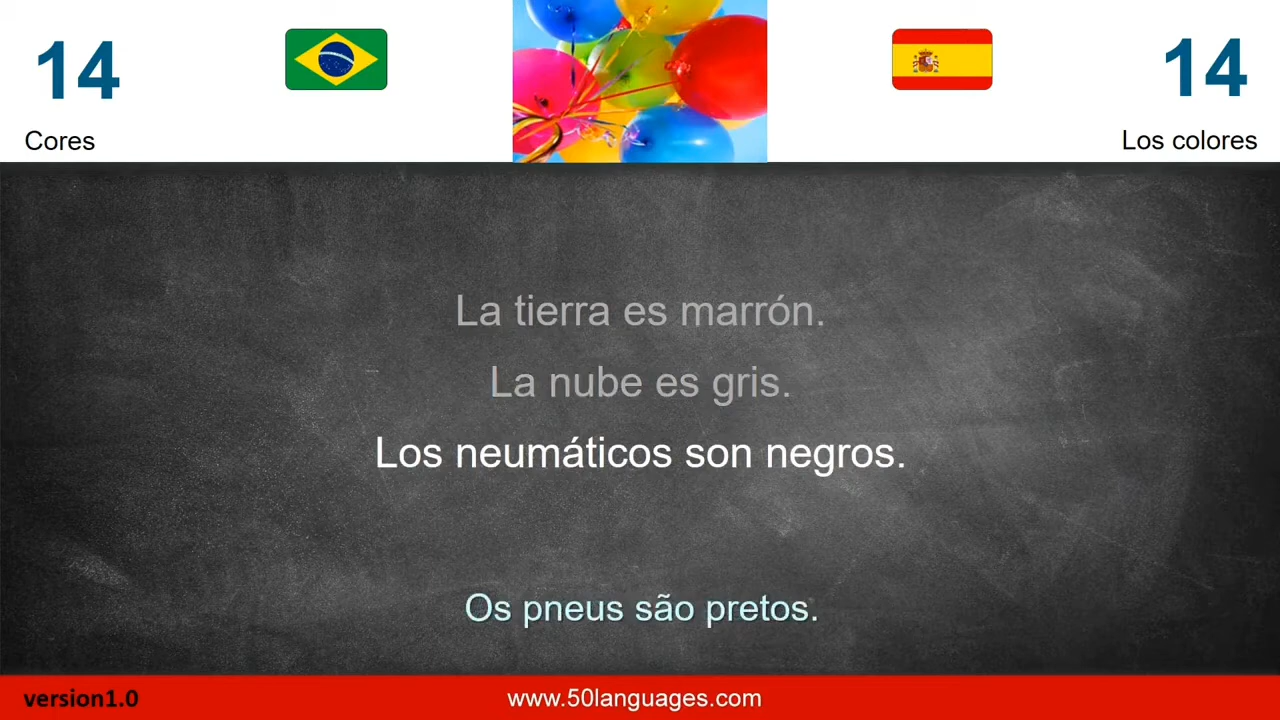 14
14
Cores
Los colores
La tierra es marrón.
La nube es gris.
Los neumáticos son negros.
Os pneus são pretos.
version1.0
www.50languages.com